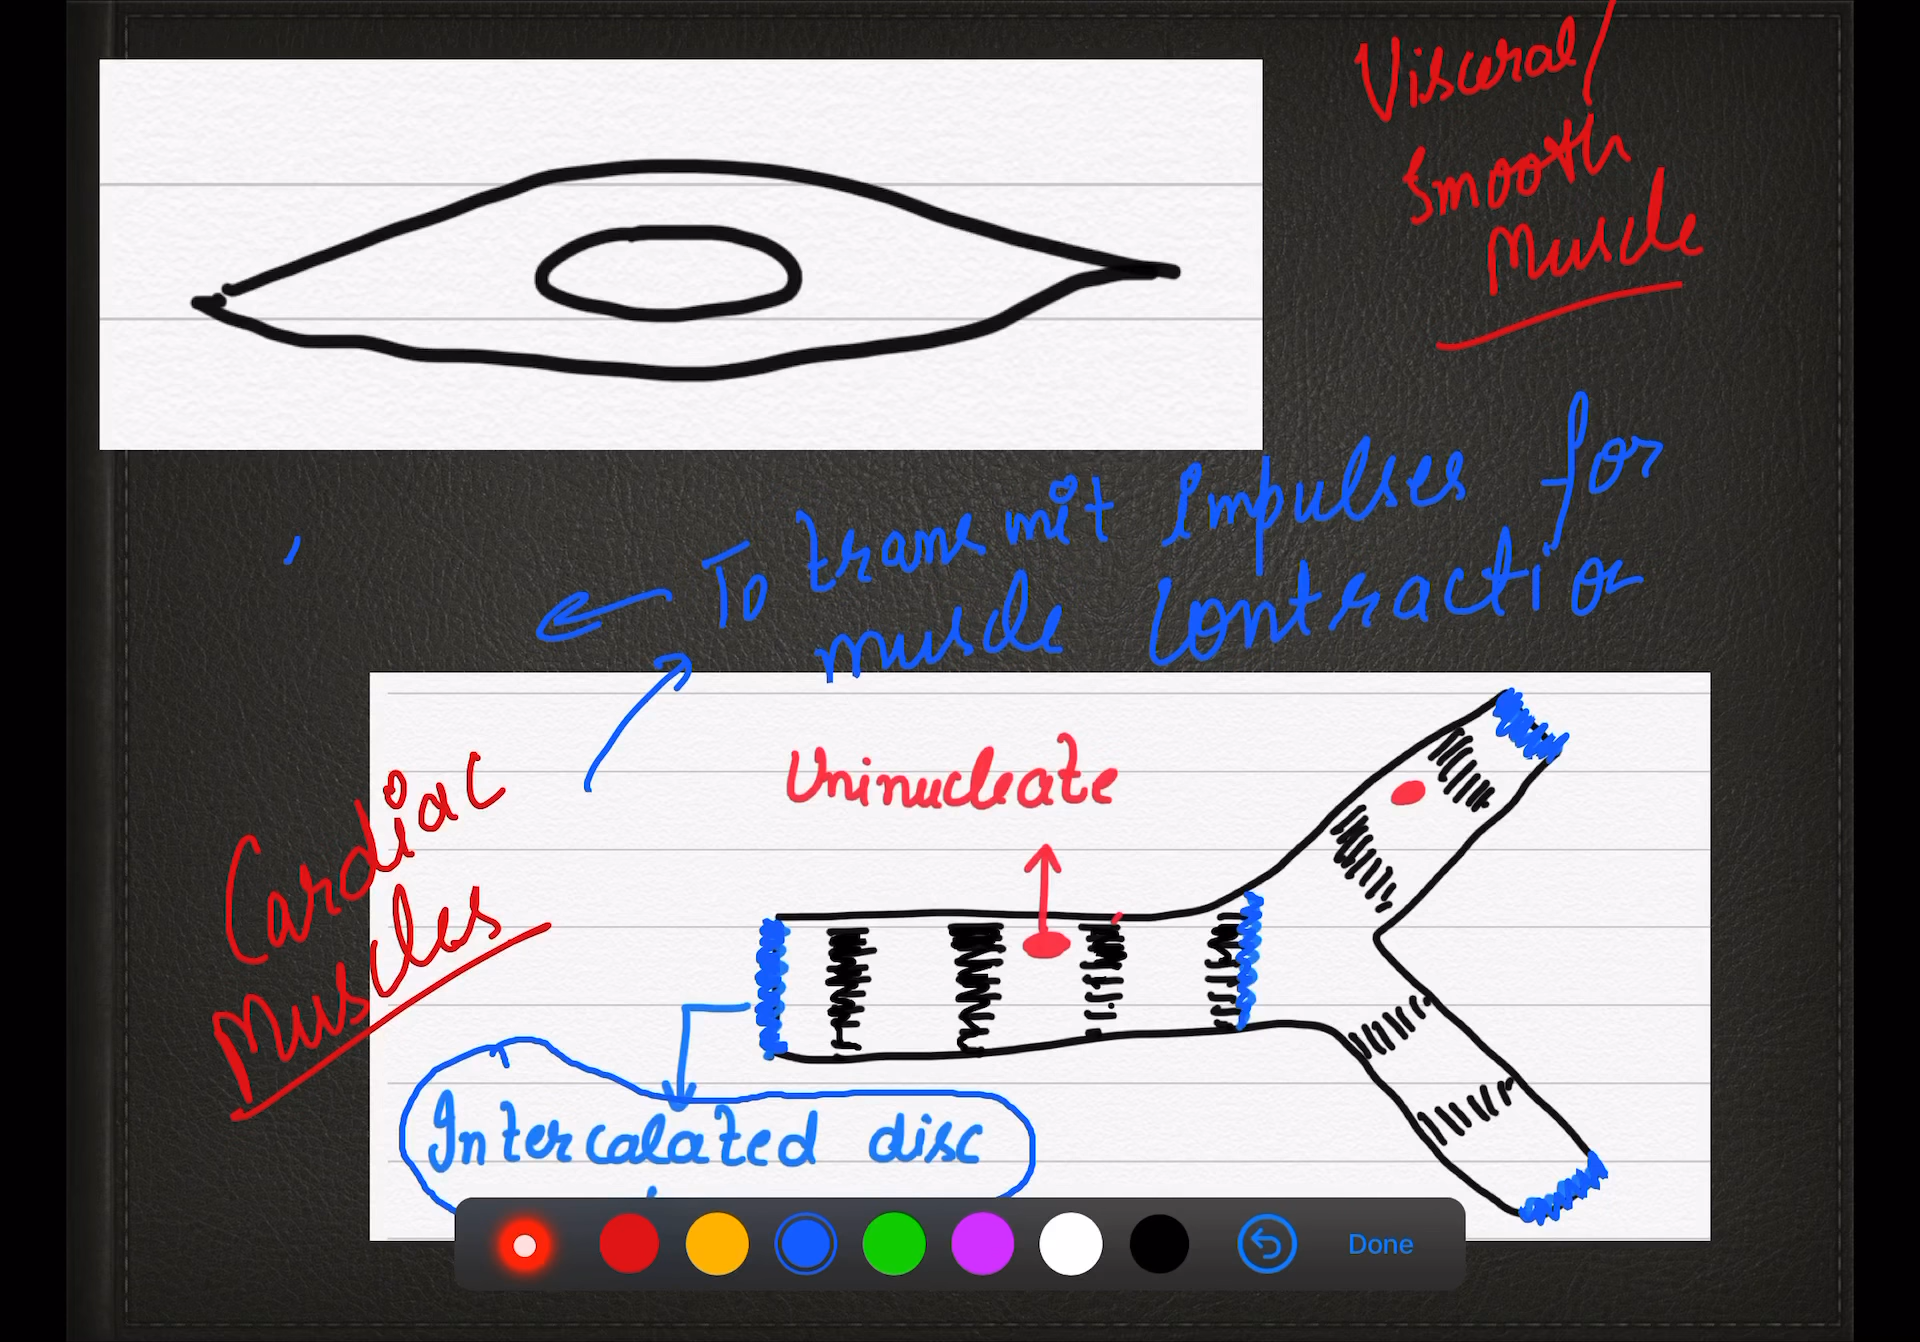 Visceral/
Smooth
Muscle
To transmit Impulses for
muscle Contraction
Uninucleate
Cardiac
Muscles
Intercalated disc
Done